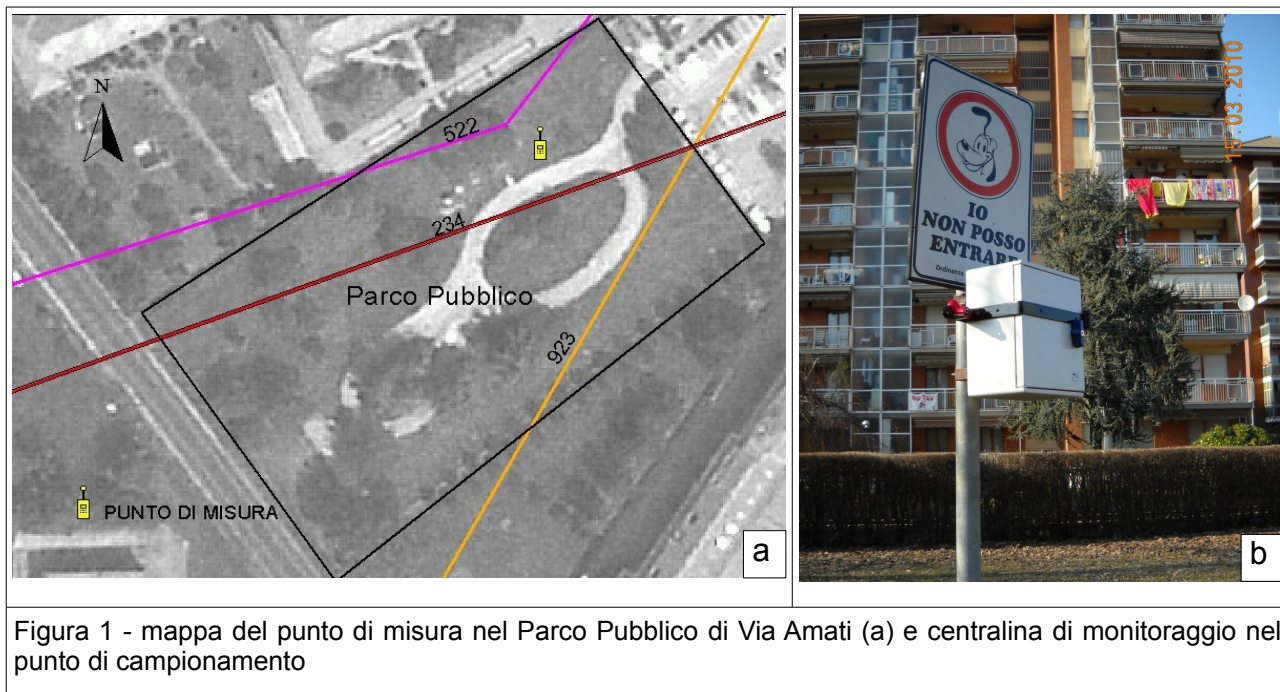 N
522
234
Parco Pubblico
923
PUNTO DI MISURA
a
15.03.2010
IO
NON POSSO
ENTRARE
NO TAV
b
Figura 1 - mappa del punto di misura nel Parco Pubblico di Via Amati (a) e centralina di monitoraggio nel
punto di campionamento